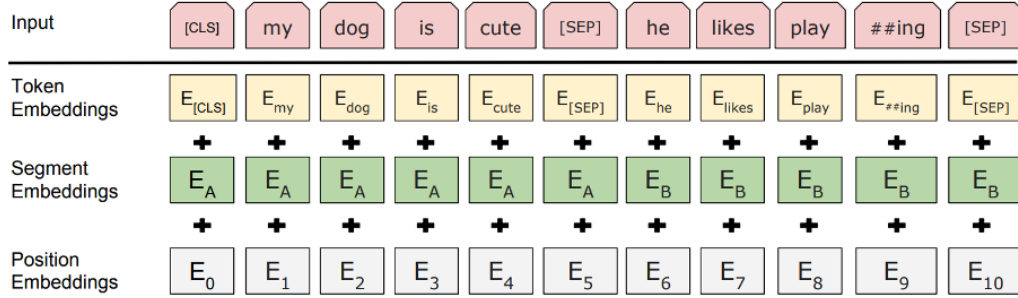 Input [CLS] my dog is cute [SEP] he likes play ##ing [SEP]
Token Embeddings E[CLS] Emy Edog Eis Ecute E[SEP] Ehe Elikes Eplay E##ing E[SEP]
+ + + + + + + + + + +
Segment Embeddings EA EA EA EA EA EA EB EB EB EB EB
+ + + + + + + + + + +
Position Embeddings E0 E1 E2 E3 E4 E5 E6 E7 E8 E9 E10